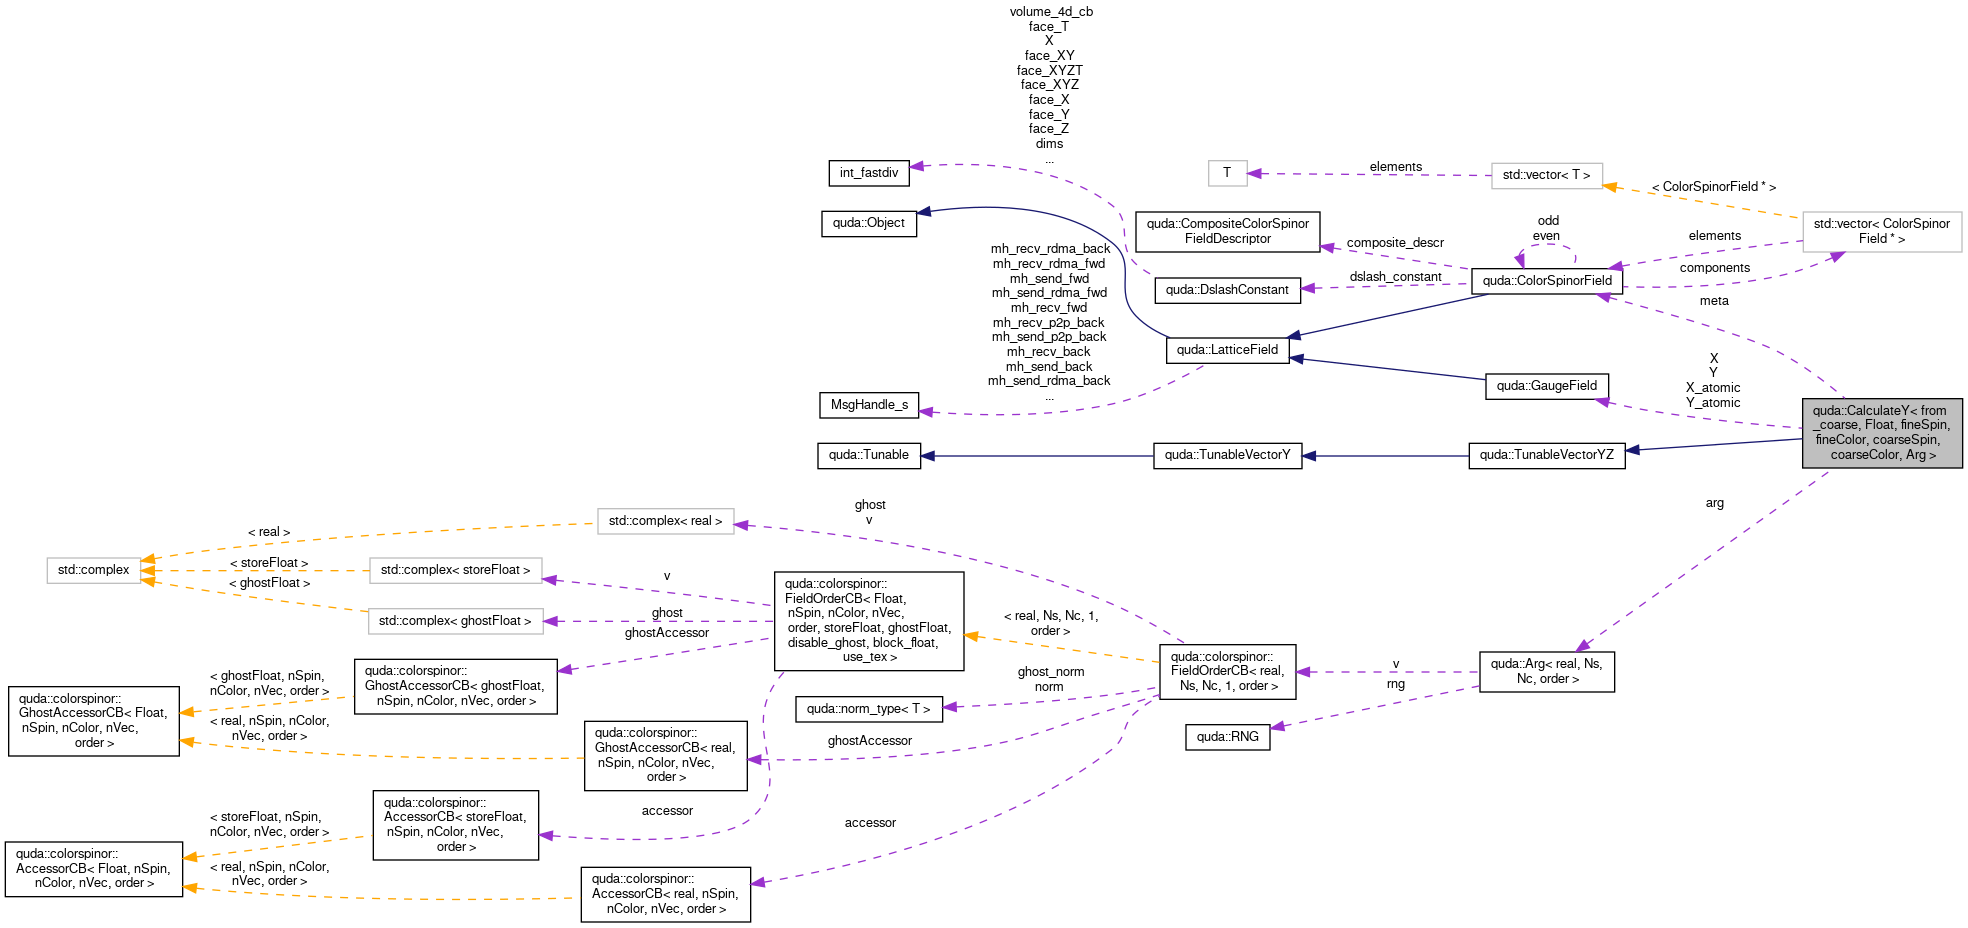 volume_4d_cb
face_T
X
face_XY
face_XYZT
face_XYZ
face_X
face_Y
face_Z
dims
...
int_fastdiv
T
elements
std::vector< T >
< ColorSpinorField * >
quda::Object
quda::CompositeColorSpinor
FieldDescriptor
composite_descr
odd
even
elements
std::vector< ColorSpinor
Field * >
components
quda::ColorSpinorField
dslash_constant
quda::DslashConstant
meta
mh_recv_rdma_back
mh_recv_rdma_fwd
mh_send_fwd
mh_send_rdma_fwd
mh_recv_fwd
mh_recv_p2p_back
mh_send_p2p_back
mh_recv_back
mh_send_back
mh_send_rdma_back
...
quda::LatticeField
MsgHandle_s
quda::GaugeField
X
Y
X_atomic
Y_atomic
quda::CalculateY< from
_coarse, Float, fineSpin,
fineColor, coarseSpin,
coarseColor, Arg >
quda::Tunable
quda::TunableVectorY
quda::TunableVectorYZ
arg
ghost
v
std::complex< real >
< real >
std::complex
< storeFloat >
std::complex< storeFloat >
< ghostFloat >
std::complex< ghostFloat >
v
ghost
ghostAccessor
quda::colorspinor::
FieldOrderCB< Float,
nSpin, nColor, nVec,
order, storeFloat, ghostFloat,
disable_ghost, block_float,
use_tex >
< real, Ns, Nc, 1,
order >
quda::colorspinor::
FieldOrderCB< real,
Ns, Nc, 1, order >
v
rng
quda::Arg< real, Ns,
Nc, order >
quda::RNG
ghost_norm
norm
quda::norm_type< T >
ghostAccessor
quda::colorspinor::
GhostAccessorCB< ghostFloat,
nSpin, nColor, nVec, order >
< ghostFloat, nSpin,
nColor, nVec, order >
< real, nSpin, nColor,
nVec, order >
quda::colorspinor::
GhostAccessorCB< Float,
nSpin, nColor, nVec,
order >
quda::colorspinor::
GhostAccessorCB< real,
nSpin, nColor, nVec,
order >
accessor
accessor
quda::colorspinor::
AccessorCB< storeFloat,
nSpin, nColor, nVec,
order >
< storeFloat, nSpin,
nColor, nVec, order >
< real, nSpin, nColor,
nVec, order >
quda::colorspinor::
AccessorCB< Float, nSpin,
nColor, nVec, order >
quda::colorspinor::
AccessorCB< real, nSpin,
nColor, nVec, order >